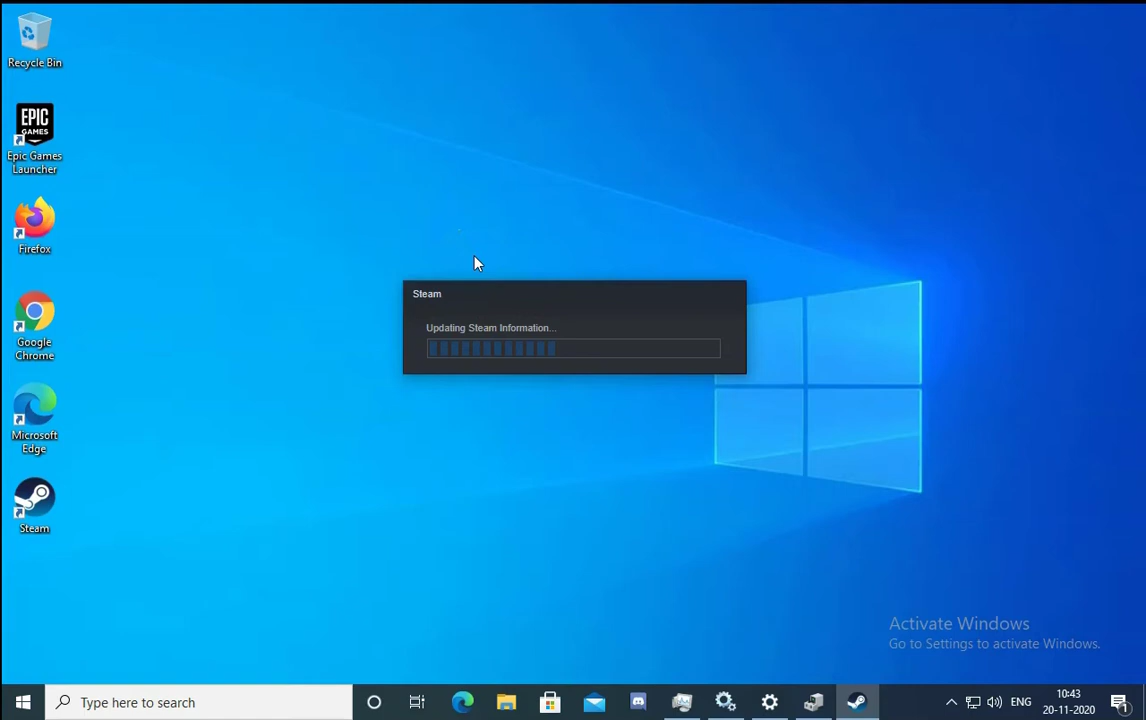 Recycle Bin
EPIC
GAMES
Epic Games
Launcher
Firefox
Google
Chrome
Microsoft
Edge
Steam
Steam
Updating Steam Information...
Activate Windows
Go to Settings to activate Windows.
Type here to search
ENG
10:43
20-11-2020
1